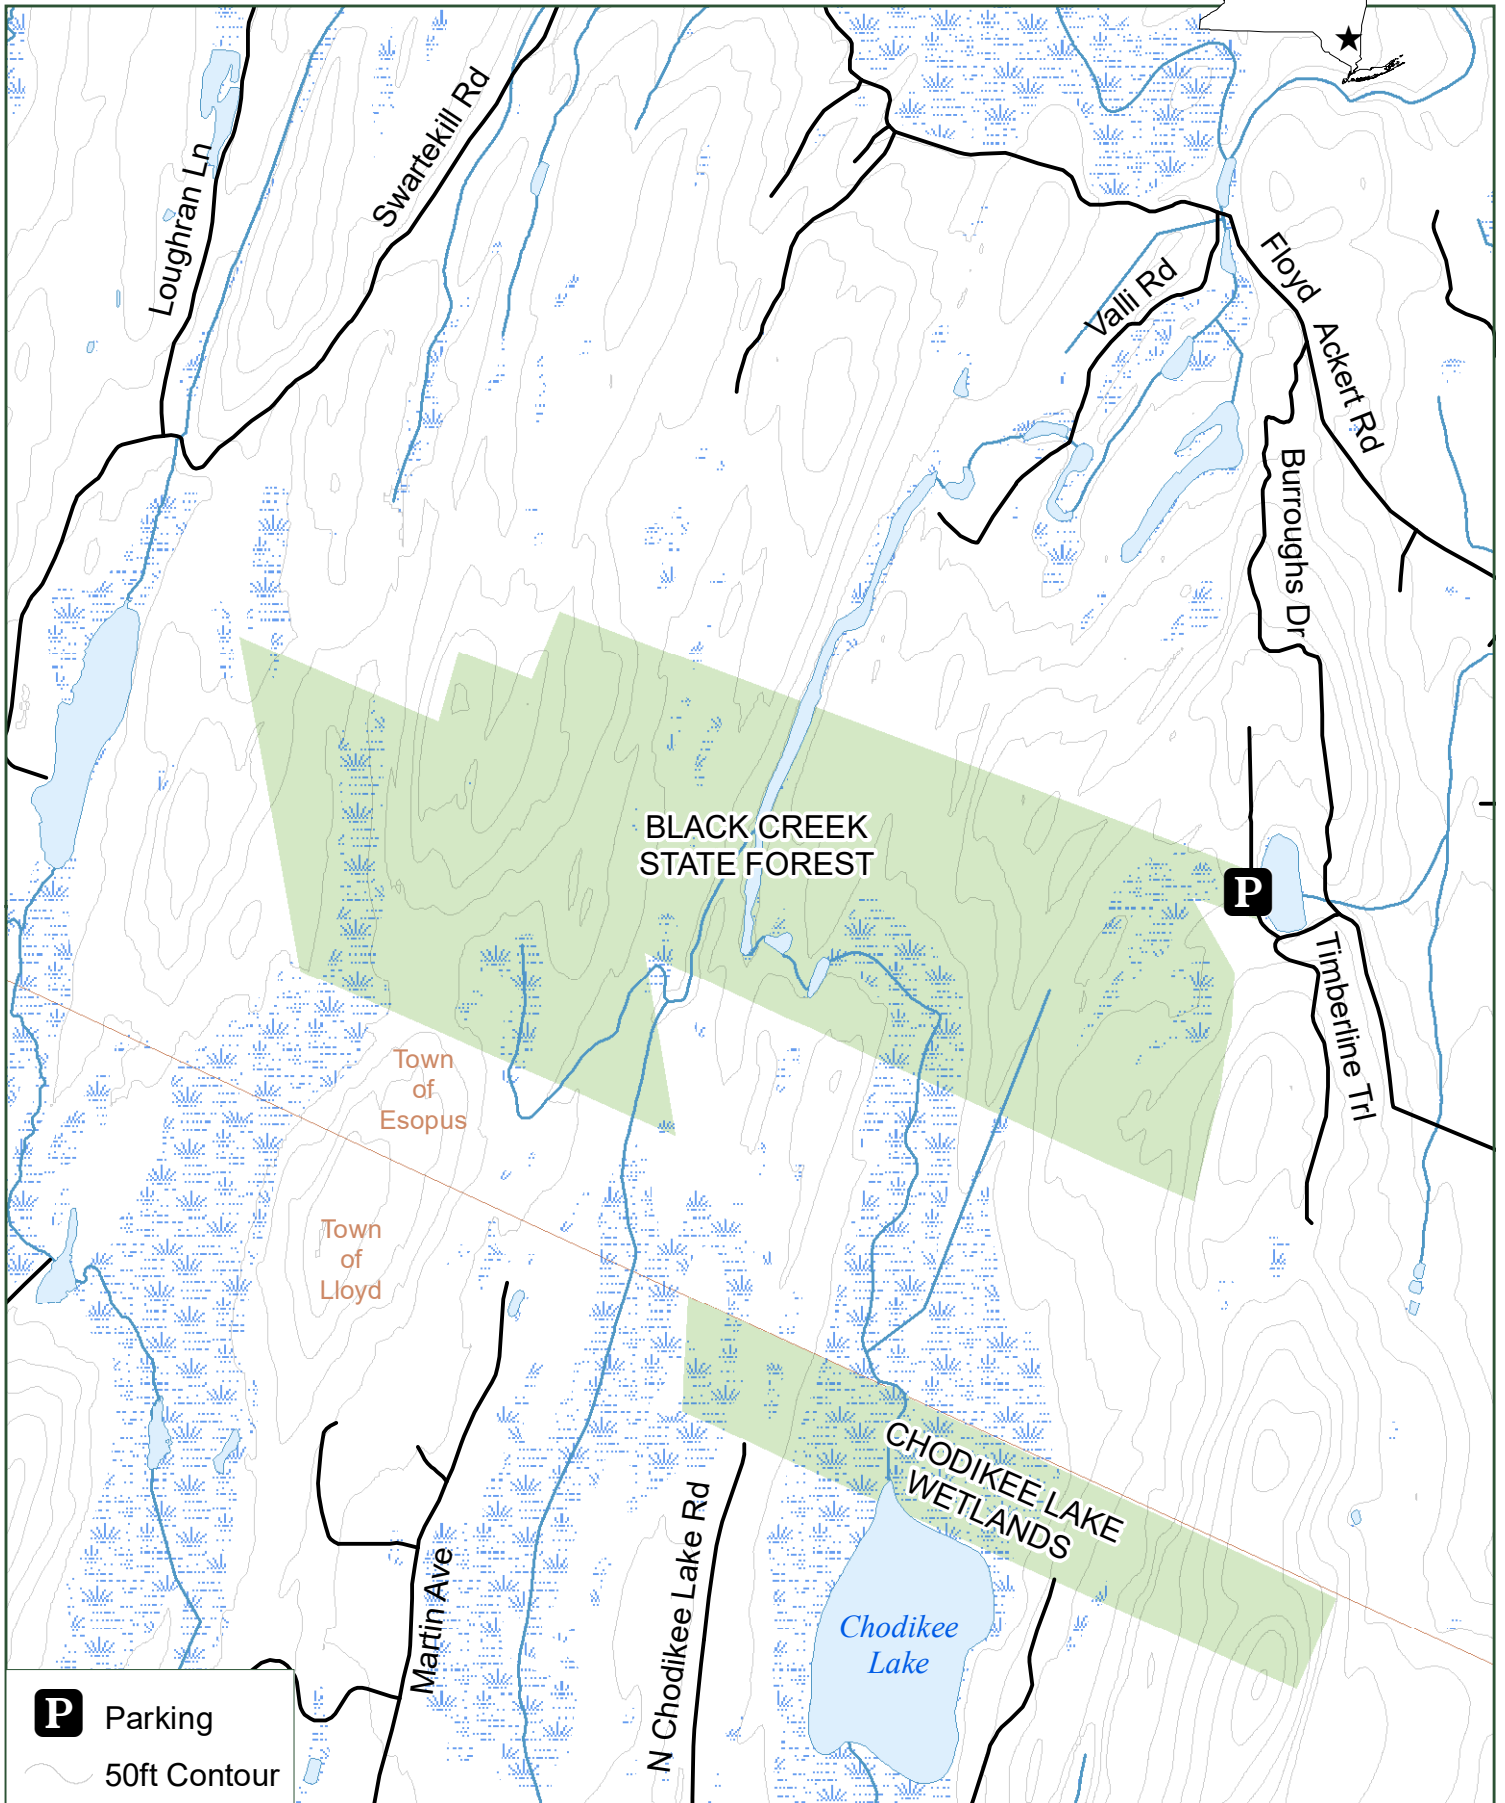 Loughran Ln
Swartekill Rd
Valli Rd
Floyd
Ackert Rd
Burroughs Dr
BLACK CREEK
STATE FOREST
P
Timberline Trl
Town
of
Esopus
Town
of
Lloyd
CHODIKEE LAKE
WETLANDS
Martin Ave
N Chodikee Lake Rd
Chodikee
Lake
P Parking
50ft Contour